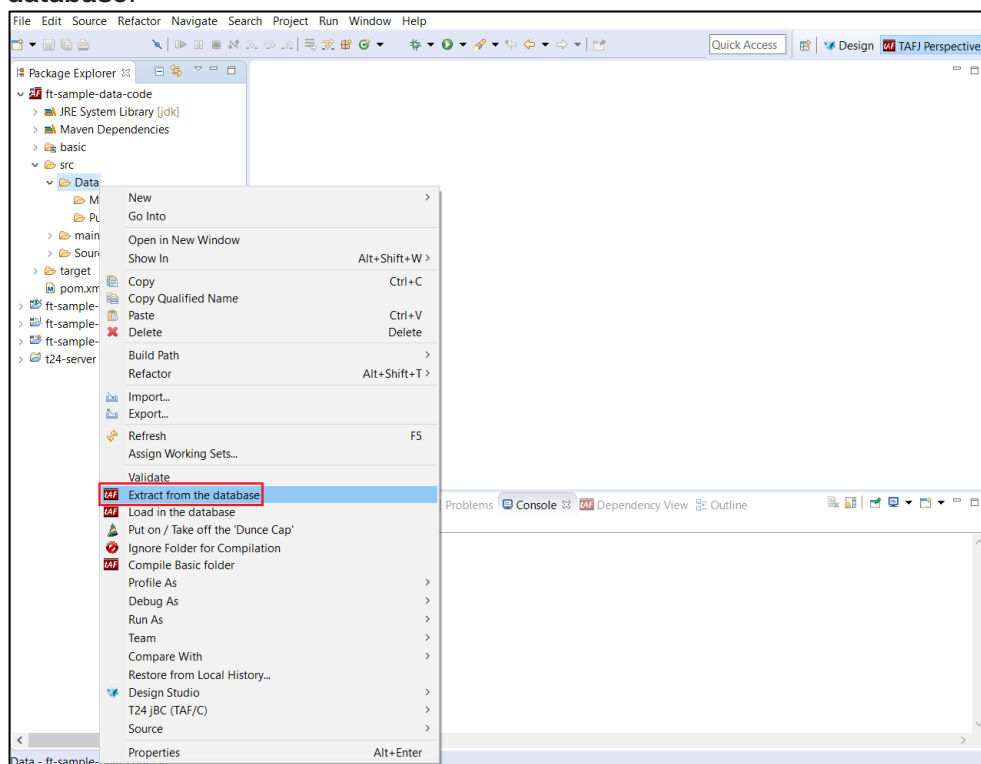 database.
File Edit Source Refactor Navigate Search Project Run Window Help
Quick Access Design TAFJ Perspective
Package Explorer
ft-sample-data-code
JRE System Library [jdk]
Maven Dependencies
basic
src
Data
M
Pu
main
Sour
target
pom.xm
ft-sample-
ft-sample-
ft-sample-
t24-server
New
Go Into
Open in New Window
Show In Alt+Shift+W
Copy Ctrl+C
Copy Qualified Name
Paste Ctrl+V
Delete Delete
Build Path
Refactor Alt+Shift+T
Import...
Export...
Refresh F5
Assign Working Sets...
Validate
Extract from the database
Load in the database
Put on / Take off the 'Dunce Cap'
Ignore Folder for Compilation
Compile Basic folder
Profile As
Debug As
Run As
Team
Compare With
Restore from Local History...
Design Studio
T24 jBC (TAF/C)
Source
Properties Alt+Enter
Problems Console Dependency View Outline
Data - ft-sample-